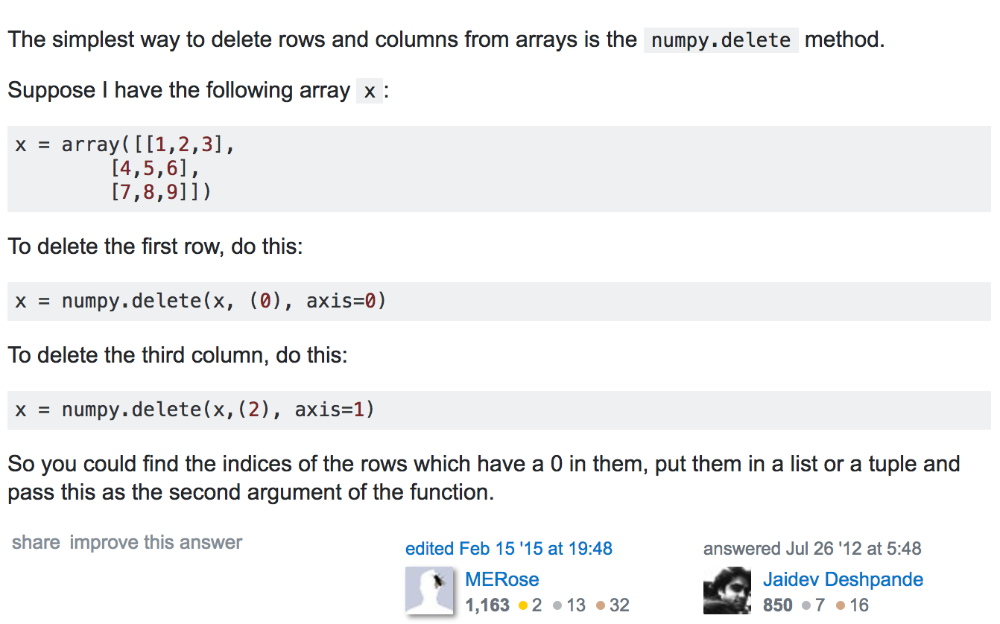 The simplest way to delete rows and columns from arrays is the numpy.delete method.
Suppose I have the following array x:
x = array([[1,2,3],
[4,5,6],
[7,8,9]])
To delete the first row, do this:
x = numpy.delete(x, (0), axis=0)
To delete the third column, do this:
x = numpy.delete(x,(2), axis=1)
So you could find the indices of the rows which have a 0 in them, put them in a list or a tuple and
pass this as the second argument of the function.
share improve this answer
edited Feb 15 '15 at 19:48
MERose
1,163 2 13 32
answered Jul 26 '12 at 5:48
Jaidev Deshpande
850 7 16